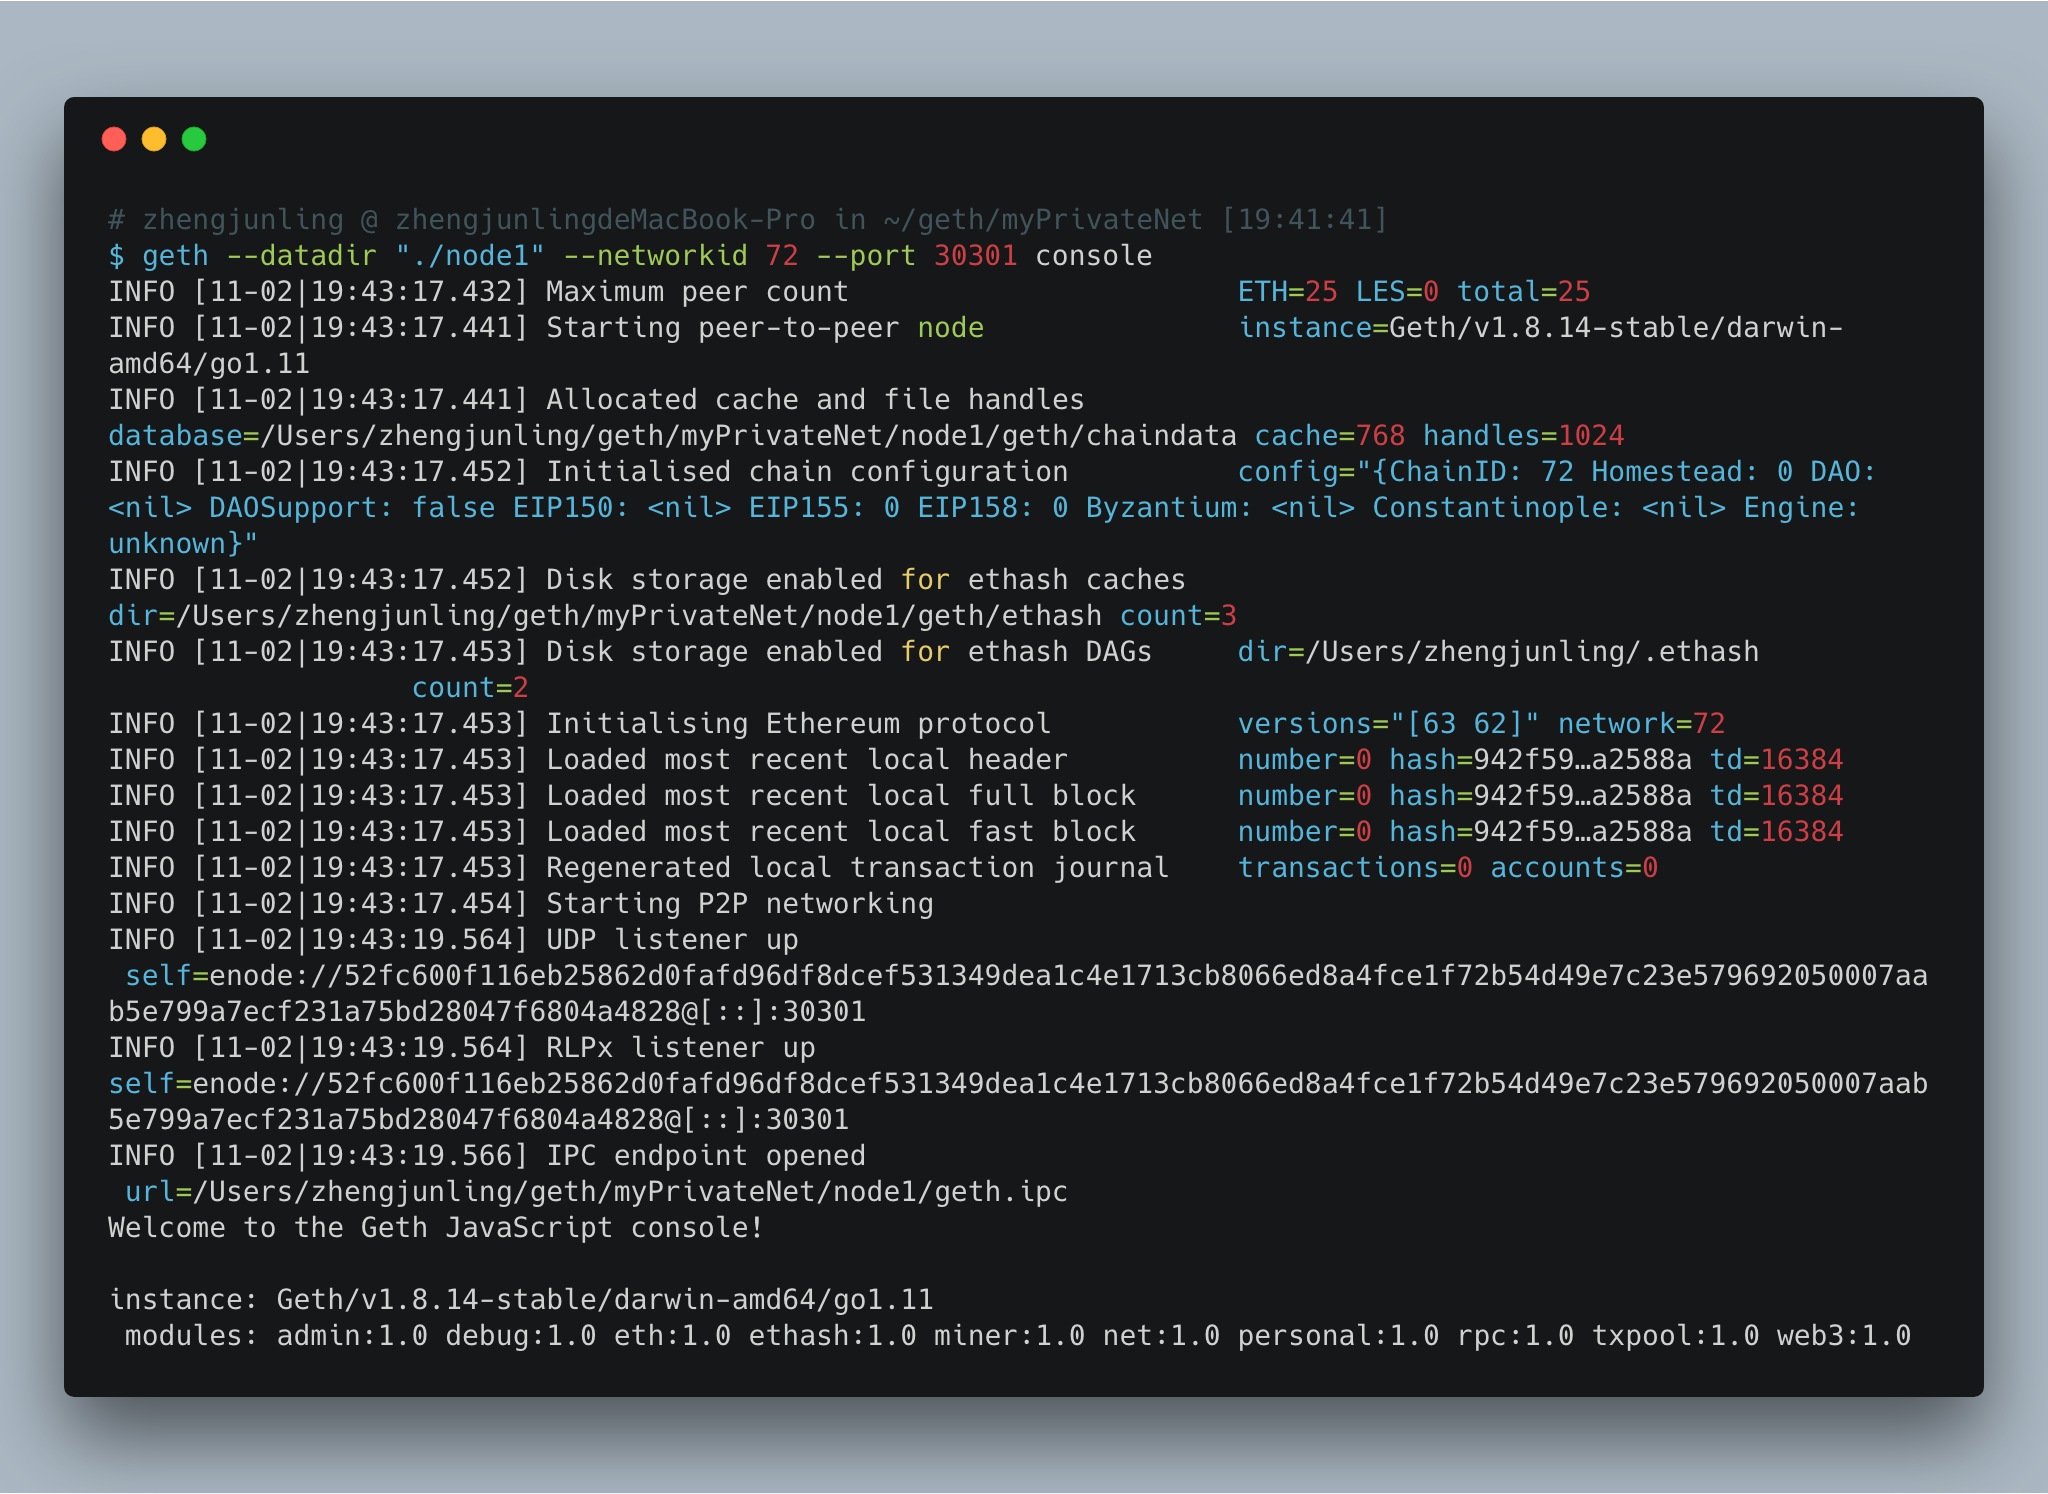 # zhengjunling @ zhengjunlingdeMacBook-Pro in ~/geth/myPrivateNet [19:41:41]
$ geth --datadir "./node1" --networkid 72 --port 30301 console
INFO [11-02|19:43:17.432] Maximum peer count                       ETH=25 LES=0 total=25
INFO [11-02|19:43:17.441] Starting peer-to-peer node               instance=Geth/v1.8.14-stable/darwin-
amd64/go1.11
INFO [11-02|19:43:17.441] Allocated cache and file handles
database=/Users/zhengjunling/geth/myPrivateNet/node1/geth/chaindata cache=768 handles=1024
INFO [11-02|19:43:17.452] Initialised chain configuration          config="{ChainID: 72 Homestead: 0 DAO:
<nil> DAOSupport: false EIP150: <nil> EIP155: 0 EIP158: 0 Byzantium: <nil> Constantinople: <nil> Engine:
unknown}"
INFO [11-02|19:43:17.452] Disk storage enabled for ethash caches
dir=/Users/zhengjunling/geth/myPrivateNet/node1/geth/ethash count=3
INFO [11-02|19:43:17.453] Disk storage enabled for ethash DAGs     dir=/Users/zhengjunling/.ethash
                  count=2
INFO [11-02|19:43:17.453] Initialising Ethereum protocol           versions="[63 62]" network=72
INFO [11-02|19:43:17.453] Loaded most recent local header          number=0 hash=942f59…a2588a td=16384
INFO [11-02|19:43:17.453] Loaded most recent local full block      number=0 hash=942f59…a2588a td=16384
INFO [11-02|19:43:17.453] Loaded most recent local fast block      number=0 hash=942f59…a2588a td=16384
INFO [11-02|19:43:17.453] Regenerated local transaction journal    transactions=0 accounts=0
INFO [11-02|19:43:17.454] Starting P2P networking
INFO [11-02|19:43:19.564] UDP listener up
 self=enode://52fc600f116eb25862d0fafd96df8dcef531349dea1c4e1713cb8066ed8a4fce1f72b54d49e7c23e579692050007aa
b5e799a7ecf231a75bd28047f6804a4828@[::]:30301
INFO [11-02|19:43:19.564] RLPx listener up
self=enode://52fc600f116eb25862d0fafd96df8dcef531349dea1c4e1713cb8066ed8a4fce1f72b54d49e7c23e579692050007aab
5e799a7ecf231a75bd28047f6804a4828@[::]:30301
INFO [11-02|19:43:19.566] IPC endpoint opened
 url=/Users/zhengjunling/geth/myPrivateNet/node1/geth.ipc
Welcome to the Geth JavaScript console!

instance: Geth/v1.8.14-stable/darwin-amd64/go1.11
 modules: admin:1.0 debug:1.0 eth:1.0 ethash:1.0 miner:1.0 net:1.0 personal:1.0 rpc:1.0 txpool:1.0 web3:1.0